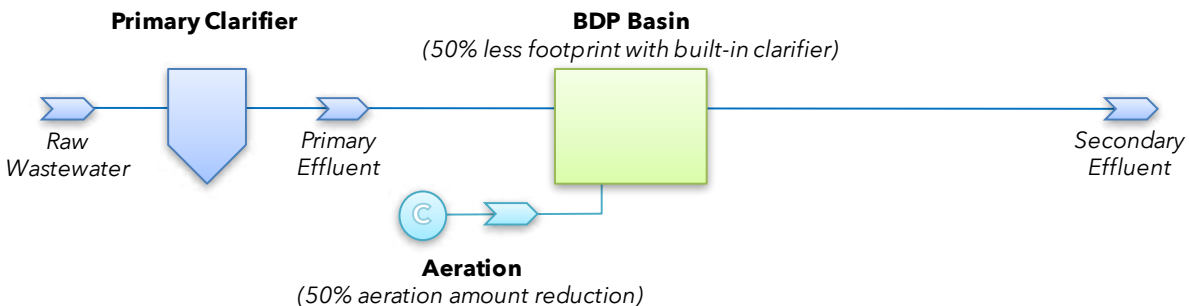 Primary Clarifier
BDP Basin
(50% less footprint with built-in clarifier)
Raw
Wastewater
Primary
Effluent
Secondary
Effluent
C
Aeration
(50% aeration amount reduction)